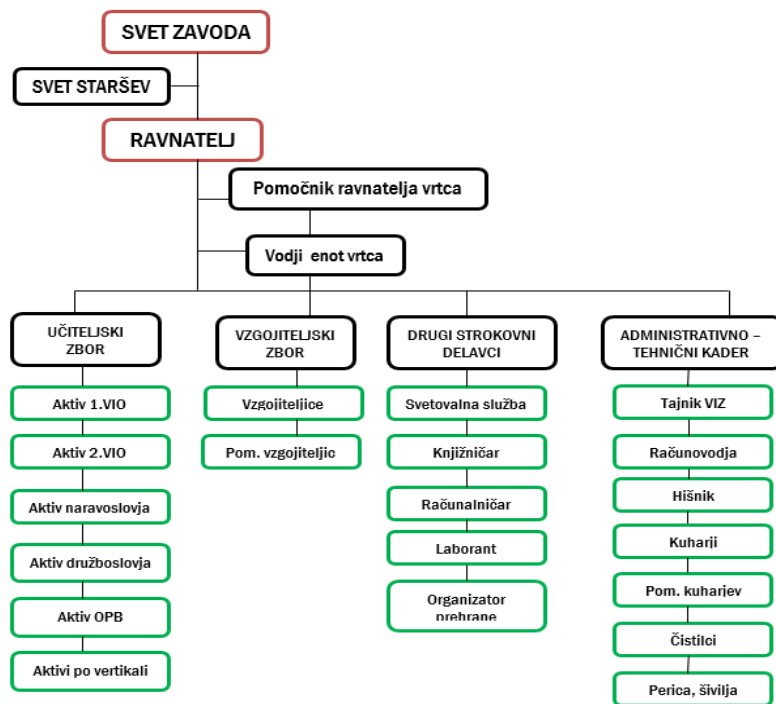 SVET ZAVODA
SVET STARŠEV
RAVNATELJ
Pomočnik ravnatelja vrtca
Vodji enot vrtca
UČITELJSKI
ZBOR
VZGOJITELJSKI
ZBOR
DRUGI STROKOVNI
DELAVCI
ADMINISTRATIVNO –
TEHNIČNI KADER
Aktiv 1.VIO
Aktiv 2.VIO
Aktiv naravoslovja
Aktiv družboslovja
Aktiv OPB
Aktivi po vertikali
Vzgojiteljice
Pom. vzgojiteljic
Svetovalna služba
Knjižničar
Računalničar
Laborant
Organizator
prehrane
Tajnik VIZ
Računovodja
Hišnik
Kuharji
Pom. kuharjev
Čistilci
Perica, šivilja